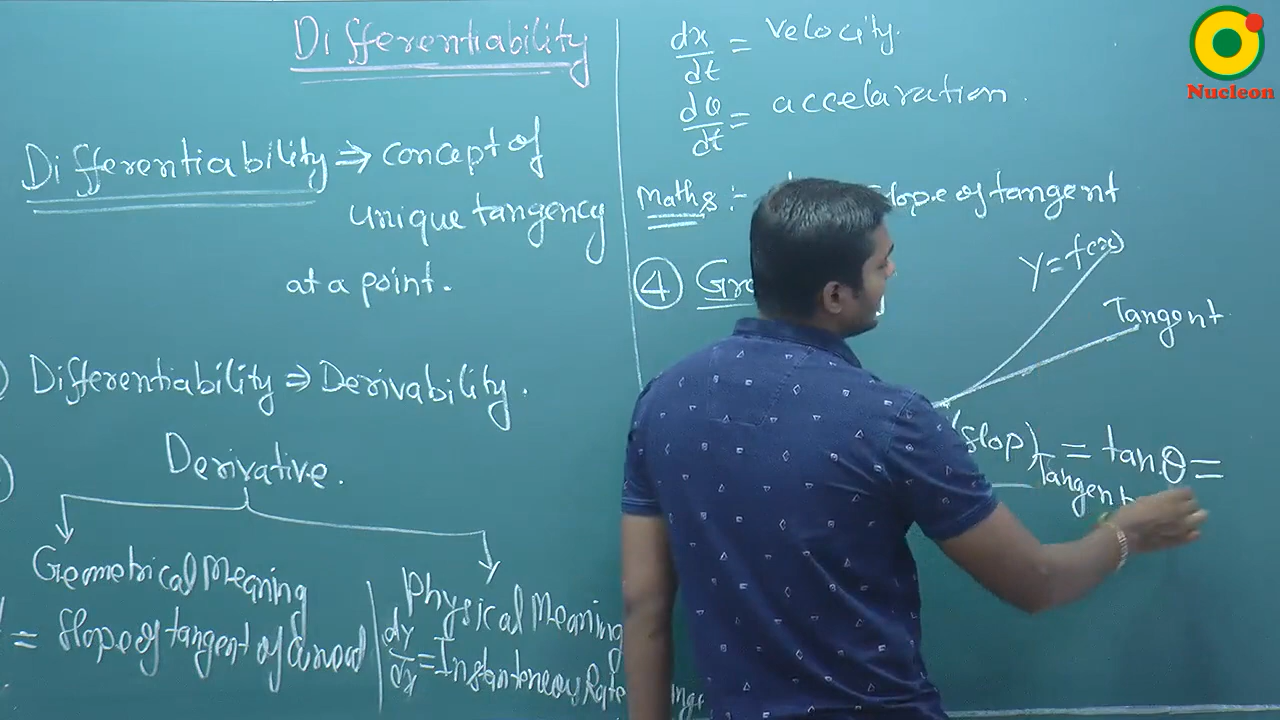 Differentiability
Differentiability ⇒ concept of
unique tangency
at a point.
Differentiability ⇒ Derivability.
Derivative.
Geometrical Meaning
= slope of tangent of
Physical Meaning
dy/dx = Instanteneous Rate
dx/dt = velocity.
dθ/dt = accelaration.
Maths :- slope of tangent
④
y=f(x)
Tangent
(slop) Tangent = tan θ =
Nucleon